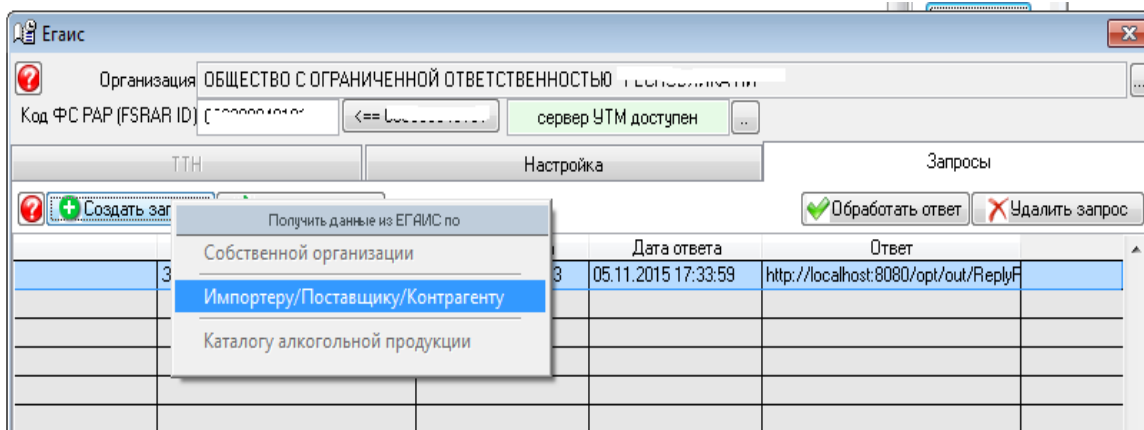 Егаис
Организация ОБЩЕСТВО С ОГРАНИЧЕННОЙ ОТВЕТСТВЕННОСТЬЮ
Код ФС РАР (FSRAR ID) <== сервер УТМ доступен ..
ТТН Настройка Запросы
Создать Обработать ответ Удалить запрос
Получить данные из ЕГАИС по
Собственной организации
Дата ответа Ответ
3 3 05.11.2015 17:33:59 http://localhost:8080/opt/out/ReplyP
Импортеру/Поставщику/Контрагенту
Каталогу алкогольной продукции